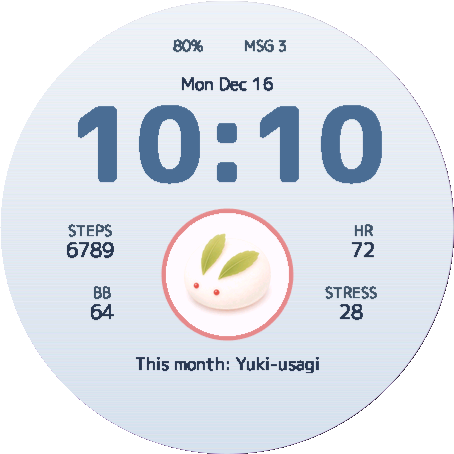 80% MSG 3
Mon Dec 16
10:10
STEPS HR
6789 72
BB STRESS
64 28
This month: Yuki-usagi